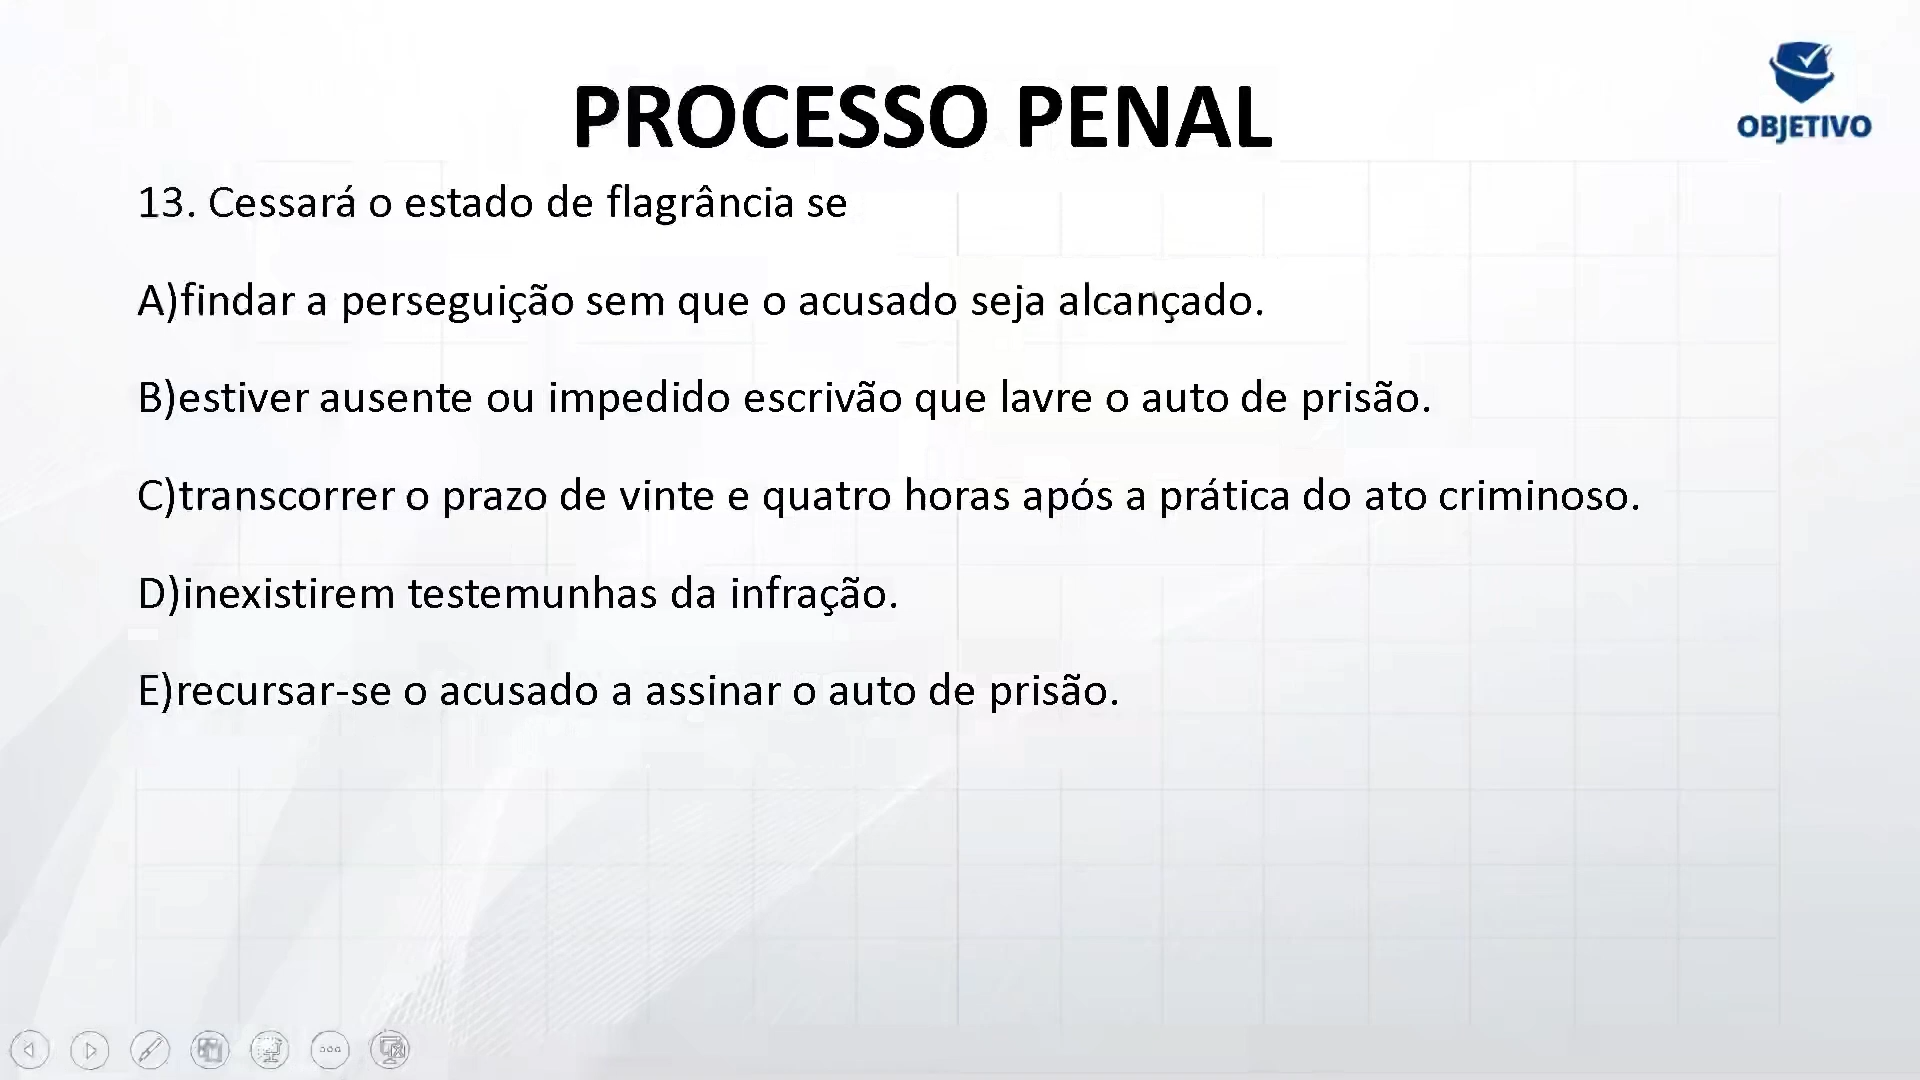 PROCESSO PENAL
OBJETIVO
13. Cessará o estado de flagrância se
A)findar a perseguição sem que o acusado seja alcançado.
B)estiver ausente ou impedido escrivão que lavre o auto de prisão.
C)transcorrer o prazo de vinte e quatro horas após a prática do ato criminoso.
D)inexistirem testemunhas da infração.
E)recursar-se o acusado a assinar o auto de prisão.